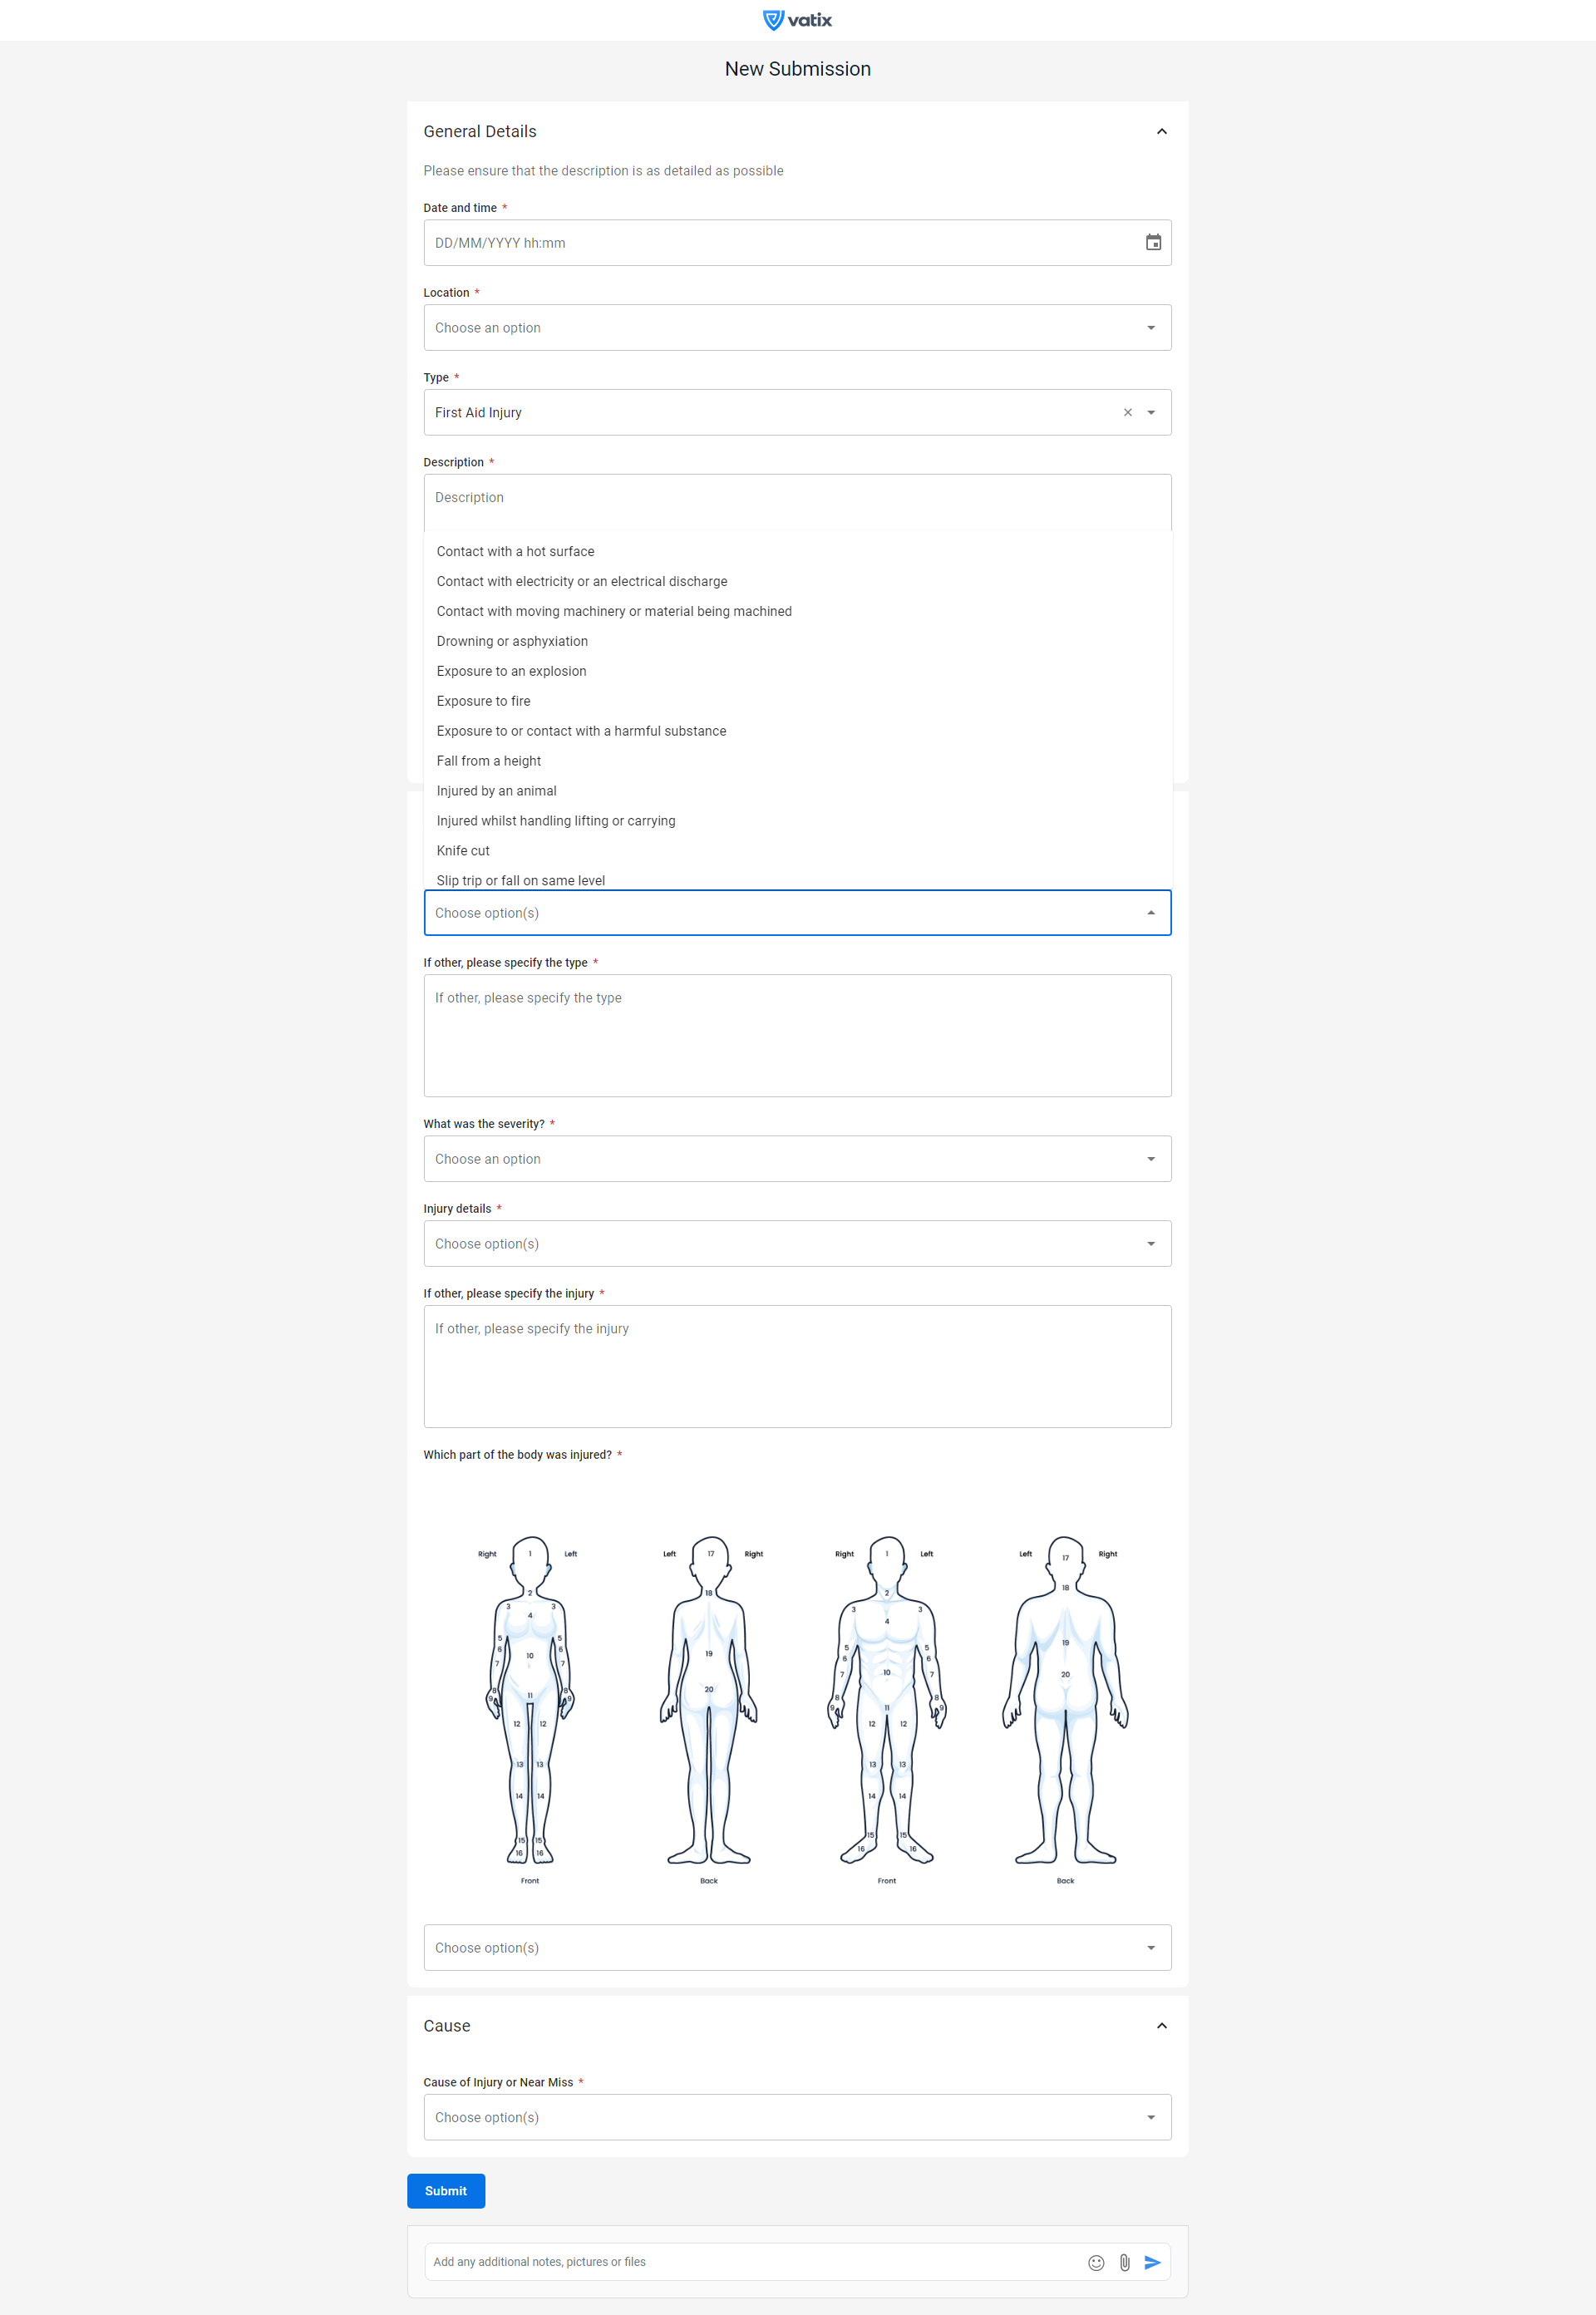 vatix
New Submission
General Details
Please ensure that the description is as detailed as possible
Date and time *
DD/MM/YYYY hh:mm
Location *
Choose an option
Type *
First Aid Injury
Description *
Description
Contact with a hot surface
Contact with electricity or an electrical discharge
Contact with moving machinery or material being machined
Drowning or asphyxiation
Exposure to an explosion
Exposure to fire
Exposure to or contact with a harmful substance
Fall from a height
Injured by an animal
Injured whilst handling lifting or carrying
Knife cut
Slip trip or fall on same level
Choose option(s)
If other, please specify the type *
If other, please specify the type
What was the severity? *
Choose an option
Injury details *
Choose option(s)
If other, please specify the injury *
If other, please specify the injury
Which part of the body was injured? *
Right 1 Left
2
3 3
4
5 5
6 6
10
7 7
8 8
9 9
11
12 12
13 13
14 14
15 15
16 16
Front
Left 17 Right
18
19
20
Back
Right 1 Left
2
3 3
4
5 5
6 6
10
7 7
8 8
9 9
11
12 12
13 13
14 14
15 15
16 16
Front
Left 17 Right
18
19
20
Back
Choose option(s)
Cause
Cause of Injury or Near Miss *
Choose option(s)
Submit
Add any additional notes, pictures or files